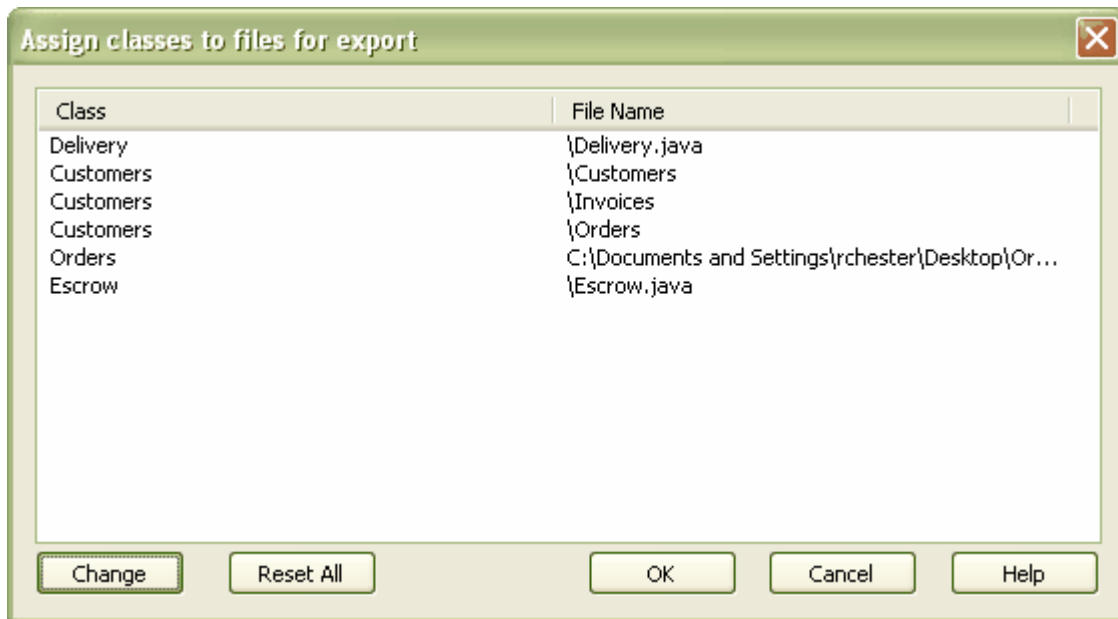 Assign classes to files for export
Class File Name
Delivery \Delivery.java
Customers \Customers
Customers \Invoices
Customers \Orders
Orders C:\Documents and Settings\rchester\Desktop\Or...
Escrow \Escrow.java
Change Reset All OK Cancel Help